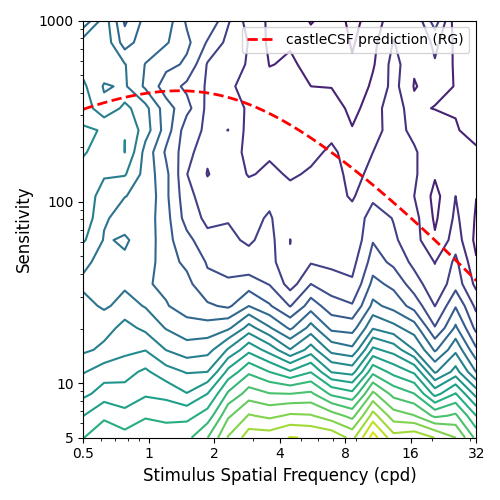 castleCSF prediction (RG)
Sensitivity
1000
100
10
5
0.5 1 2 4 8 16 32
Stimulus Spatial Frequency (cpd)